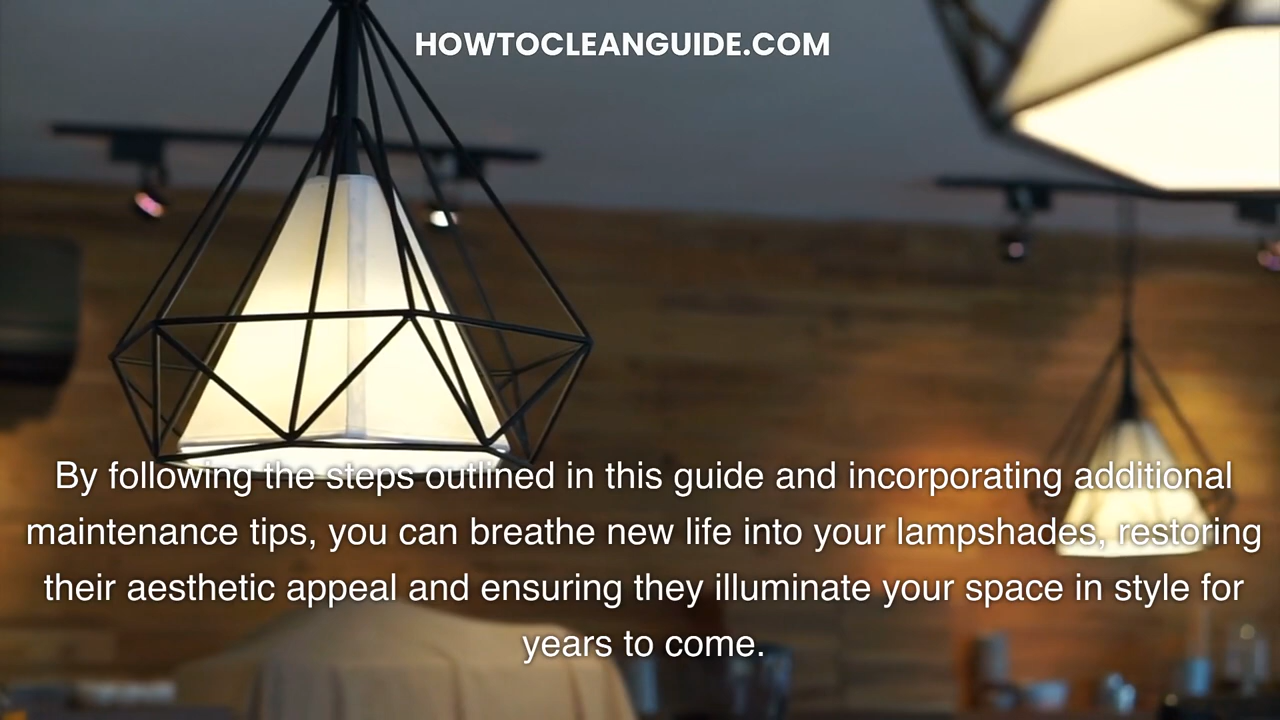 HOWTOCLEANGUIDE.COM
By following the steps outlined in this guide and incorporating additional
maintenance tips, you can breathe new life into your lampshades, restoring
their aesthetic appeal and ensuring they illuminate your space in style for
years to come.